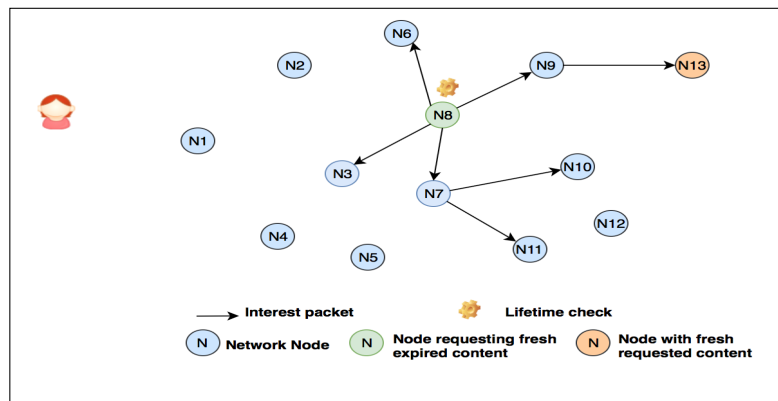 N6
N2
N9
N13
N8
N1
N3
N10
N7
N12
N4
N11
N5
Interest packet
Lifetime check
N Network Node
N Node requesting fresh
expired content
N Node with fresh
requested content